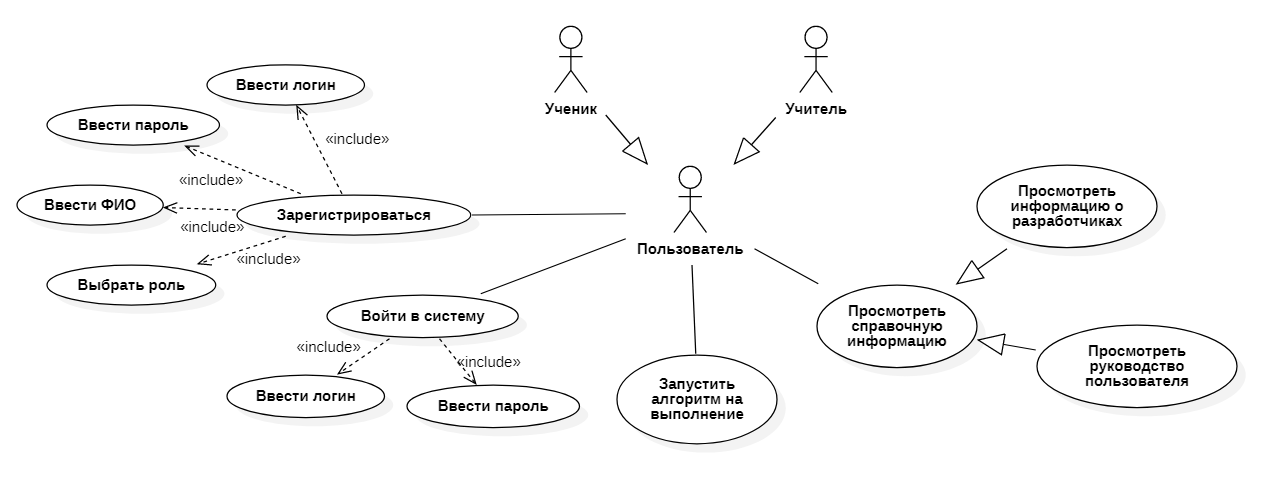 Ввести логин
Ввести пароль
«include»
«include»
Ввести ФИО
«include»
Зарегистрироваться
«include»
Выбрать роль
Ученик
Учитель
Пользователь
Войти в систему
«include»
«include»
Ввести логин
Ввести пароль
Запустить
алгоритм на
выполнение
Просмотреть
информацию о
разработчиках
Просмотреть
справочную
информацию
Просмотреть
руководство
пользователя